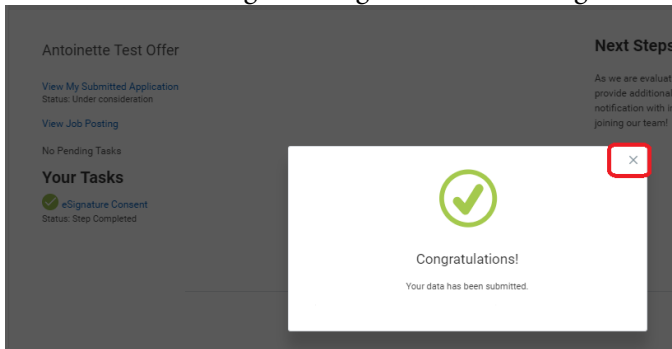 Antoinette Test Offer
View My Submitted Application
Status: Under consideration
View Job Posting
No Pending Tasks
Your Tasks
eSignature Consent
Status: Step Completed
Next Steps
As we are evaluat
provide additional
notification with i
joining our team!
×
Congratulations!
Your data has been submitted.